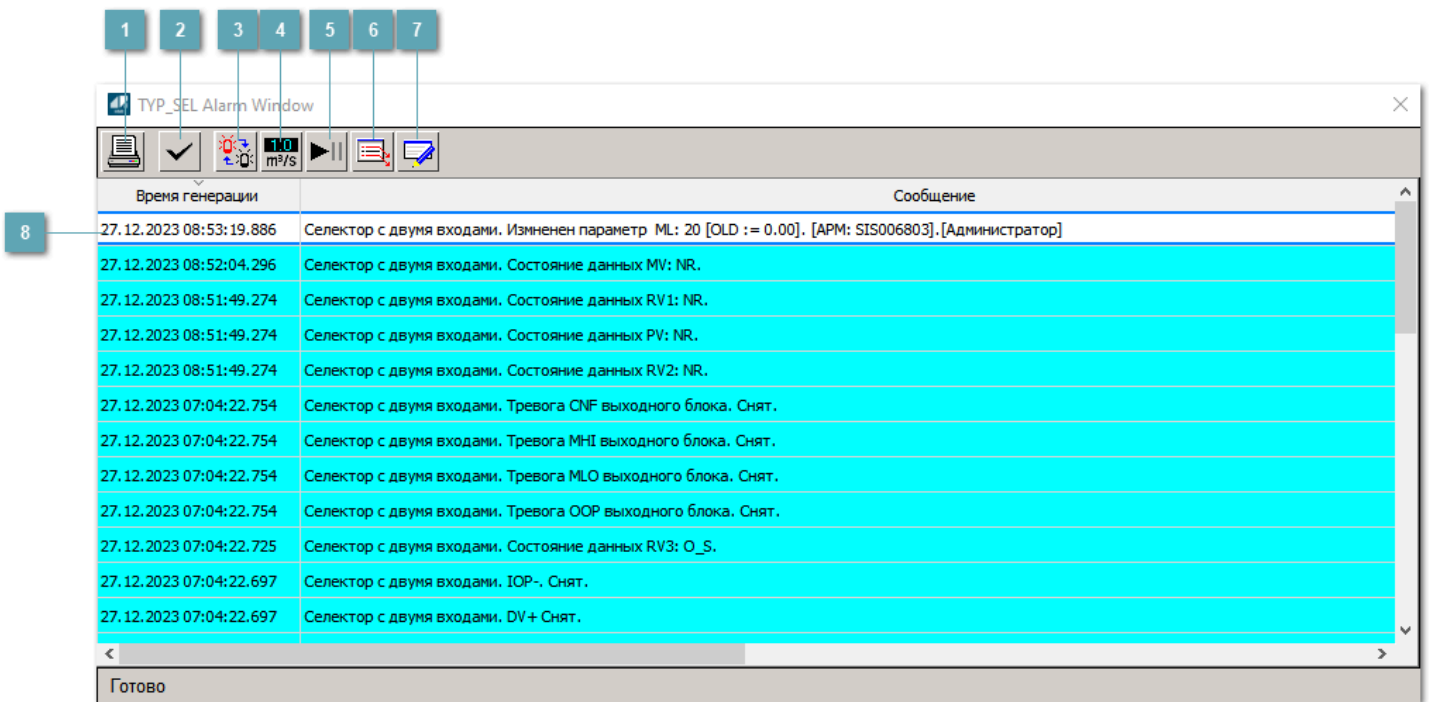 1 2 3 4 5 6 7
TYP_SEL Alarm Window
1'0
m³/s
Время генерации Сообщение
8
27.12.2023 08:53:19.886 Селектор с двумя входами. Измненен параметр ML: 20 [OLD := 0.00]. [АРМ: SIS006803].[Администратор]
27.12.2023 08:52:04.296 Селектор с двумя входами. Состояние данных MV: NR.
27.12.2023 08:51:49.274 Селектор с двумя входами. Состояние данных RV1: NR.
27.12.2023 08:51:49.274 Селектор с двумя входами. Состояние данных PV: NR.
27.12.2023 08:51:49.274 Селектор с двумя входами. Состояние данных RV2: NR.
27.12.2023 07:04:22.754 Селектор с двумя входами. Тревога CNF выходного блока. Снят.
27.12.2023 07:04:22.754 Селектор с двумя входами. Тревога MHI выходного блока. Снят.
27.12.2023 07:04:22.754 Селектор с двумя входами. Тревога MLO выходного блока. Снят.
27.12.2023 07:04:22.754 Селектор с двумя входами. Тревога OOP выходного блока. Снят.
27.12.2023 07:04:22.725 Селектор с двумя входами. Состояние данных RV3: O_S.
27.12.2023 07:04:22.697 Селектор с двумя входами. IOP-. Снят.
27.12.2023 07:04:22.697 Селектор с двумя входами. DV+ Снят.
Готово